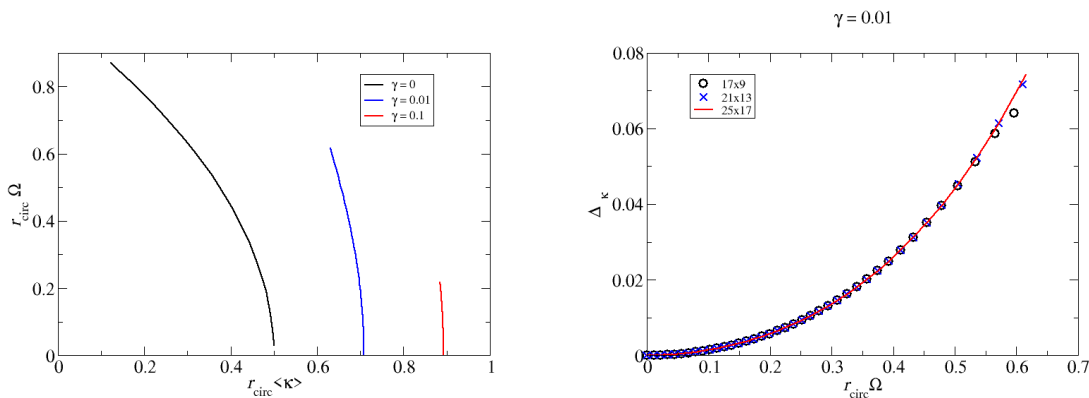 γ = 0.01
γ = 0
γ = 0.01
γ = 0.1
0.8
0.6
0.4
0.2
0
r_circ Ω
0 0.2 0.4 0.6 0.8 1
r_circ<κ>
17x9
21x13
25x17
0.08
0.06
0.04
0.02
0
Δ_κ
0 0.1 0.2 0.3 0.4 0.5 0.6 0.7
r_circ Ω